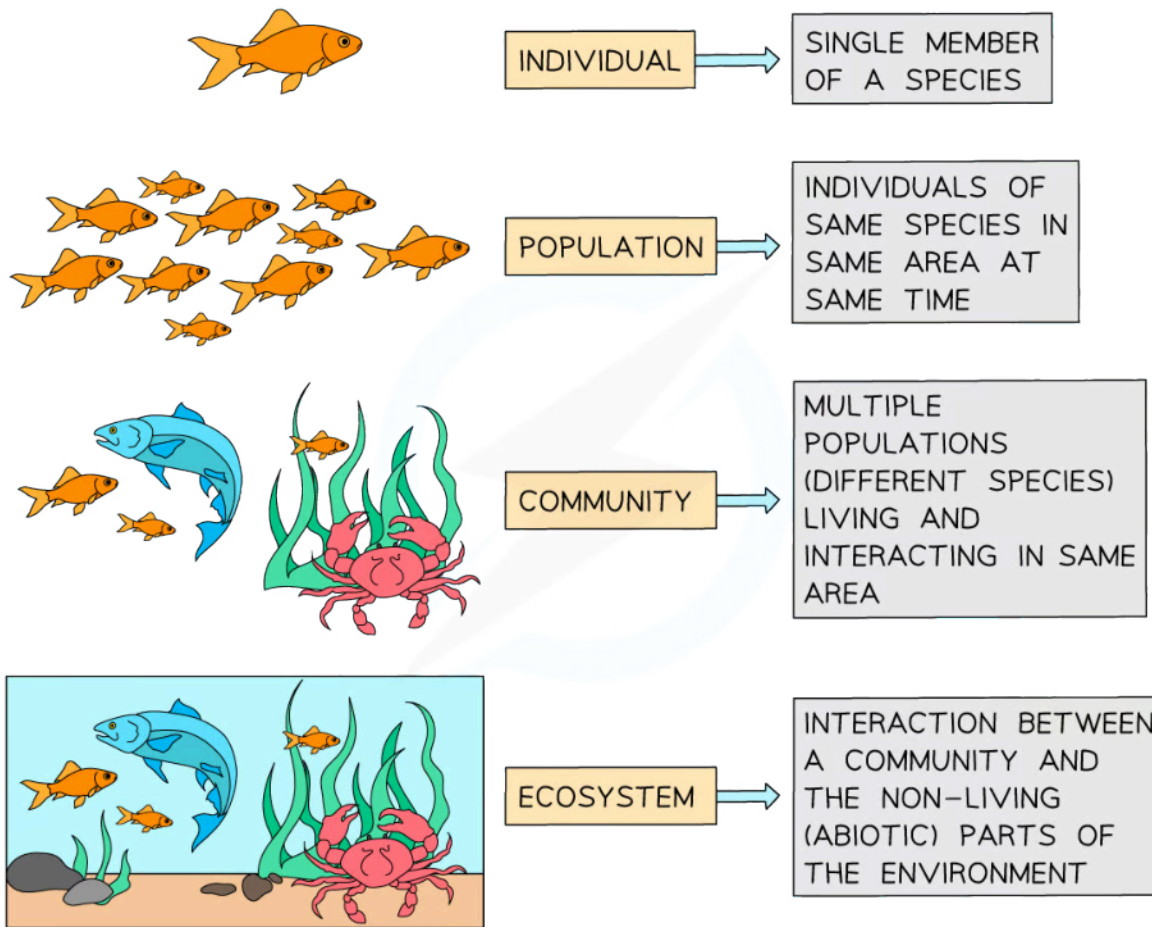 INDIVIDUAL
SINGLE MEMBER
OF A SPECIES
POPULATION
INDIVIDUALS OF
SAME SPECIES IN
SAME AREA AT
SAME TIME
COMMUNITY
MULTIPLE
POPULATIONS
(DIFFERENT SPECIES)
LIVING AND
INTERACTING IN SAME
AREA
ECOSYSTEM
INTERACTION BETWEEN
A COMMUNITY AND
THE NON-LIVING
(ABIOTIC) PARTS OF
THE ENVIRONMENT